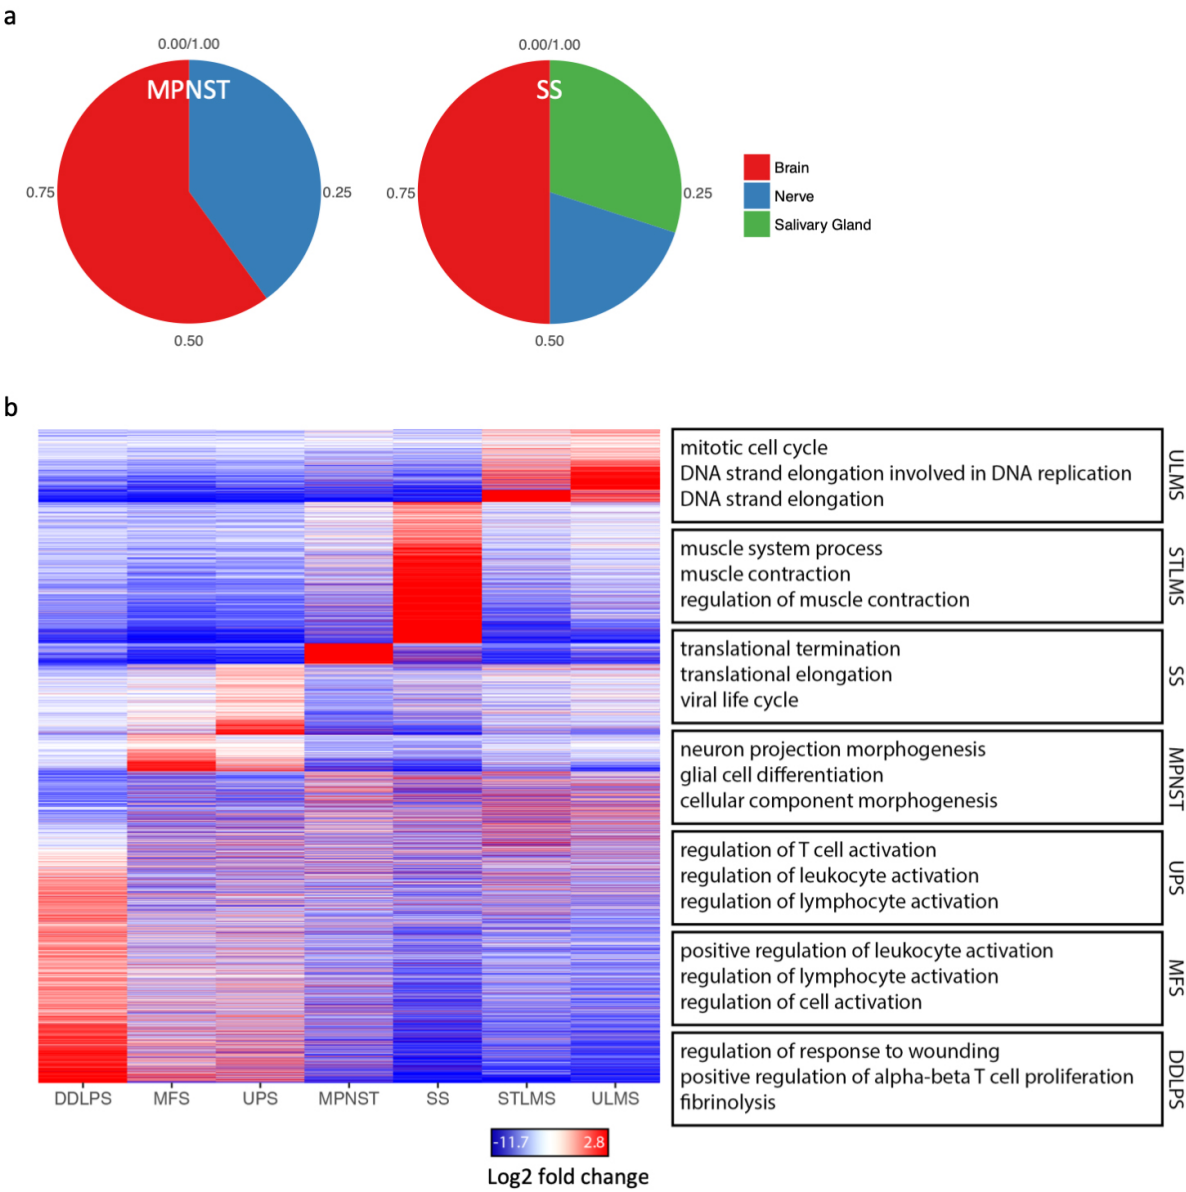 a
0.00/1.00
MPNST
0.75
0.25
0.50
0.00/1.00
SS
0.75
0.25
0.50
Brain
Nerve
Salivary Gland
b
mitotic cell cycle
DNA strand elongation involved in DNA replication
DNA strand elongation
ULMS
muscle system process
muscle contraction
regulation of muscle contraction
STLMS
translational termination
translational elongation
viral life cycle
SS
neuron projection morphogenesis
glial cell differentiation
cellular component morphogenesis
MPNST
regulation of T cell activation
regulation of leukocyte activation
regulation of lymphocyte activation
UPS
positive regulation of leukocyte activation
regulation of lymphocyte activation
regulation of cell activation
MFS
regulation of response to wounding
positive regulation of alpha-beta T cell proliferation
fibrinolysis
DDLPS
DDLPS MFS UPS MPNST SS STLMS ULMS
-11.7 2.8
Log2 fold change